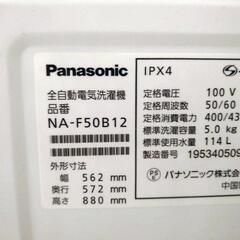 Panasonic
全自動電気洗濯機
品番
NA-F50B12
外形寸法
幅 562 mm
奥行 572 mm
高さ 880 mm
IPX4
定格電圧 100 V
定格周波数 50/60
定格消費電力 400/43
標準洗濯容量 5.0 k
標準使用水量 114 L
製造番号 195340509
パナソニック株式会
中国